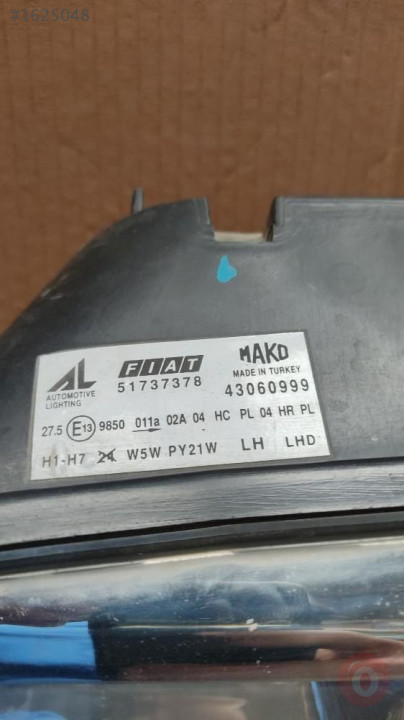 #1625048
AL FIAT MAKO
AUTOMOTIVE LIGHTING 51737378 MADE IN TURKEY
43060999
27.5 E13 9850 011a 02A 04 HC PL 04 HR PL
H1-H7 24 W5W PY21W LH LHD